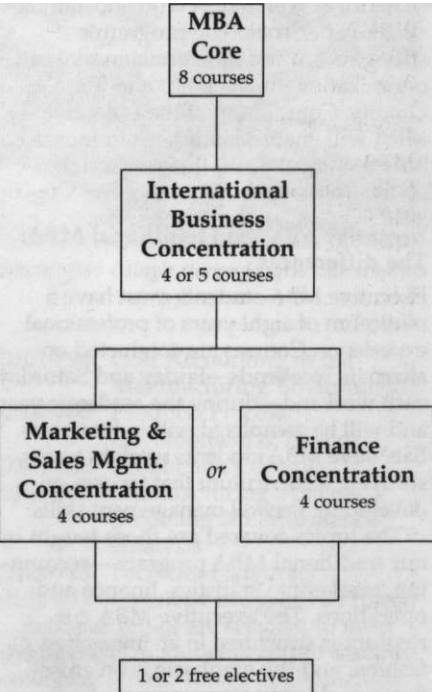 MBA
Core
8 courses
International
Business
Concentration
4 or 5 courses
Marketing &
Sales Mgmt.
Concentration
4 courses
or
Finance
Concentration
4 courses
1 or 2 free electives